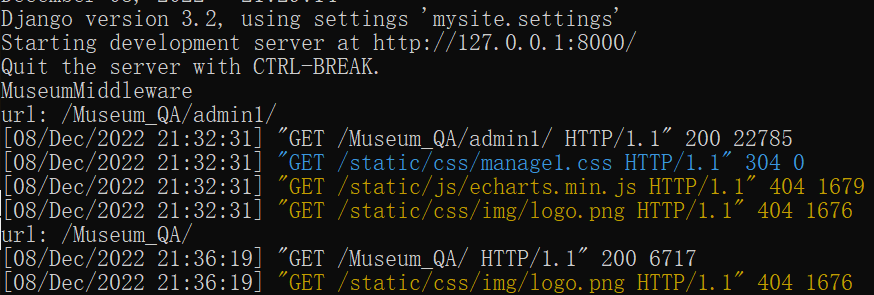 Django version 3.2, using settings 'mysite.settings'
Starting development server at http://127.0.0.1:8000/
Quit the server with CTRL-BREAK.
MuseumMiddleware
url: /Museum_QA/admin1/
[08/Dec/2022 21:32:31] "GET /Museum_QA/admin1/ HTTP/1.1" 200 22785
[08/Dec/2022 21:32:31] "GET /static/css/manage1.css HTTP/1.1" 304 0
[08/Dec/2022 21:32:31] "GET /static/js/echarts.min.js HTTP/1.1" 404 1679
[08/Dec/2022 21:32:31] "GET /static/css/img/logo.png HTTP/1.1" 404 1676
url: /Museum_QA/
[08/Dec/2022 21:36:19] "GET /Museum_QA/ HTTP/1.1" 200 6717
[08/Dec/2022 21:36:19] "GET /static/css/img/logo.png HTTP/1.1" 404 1676